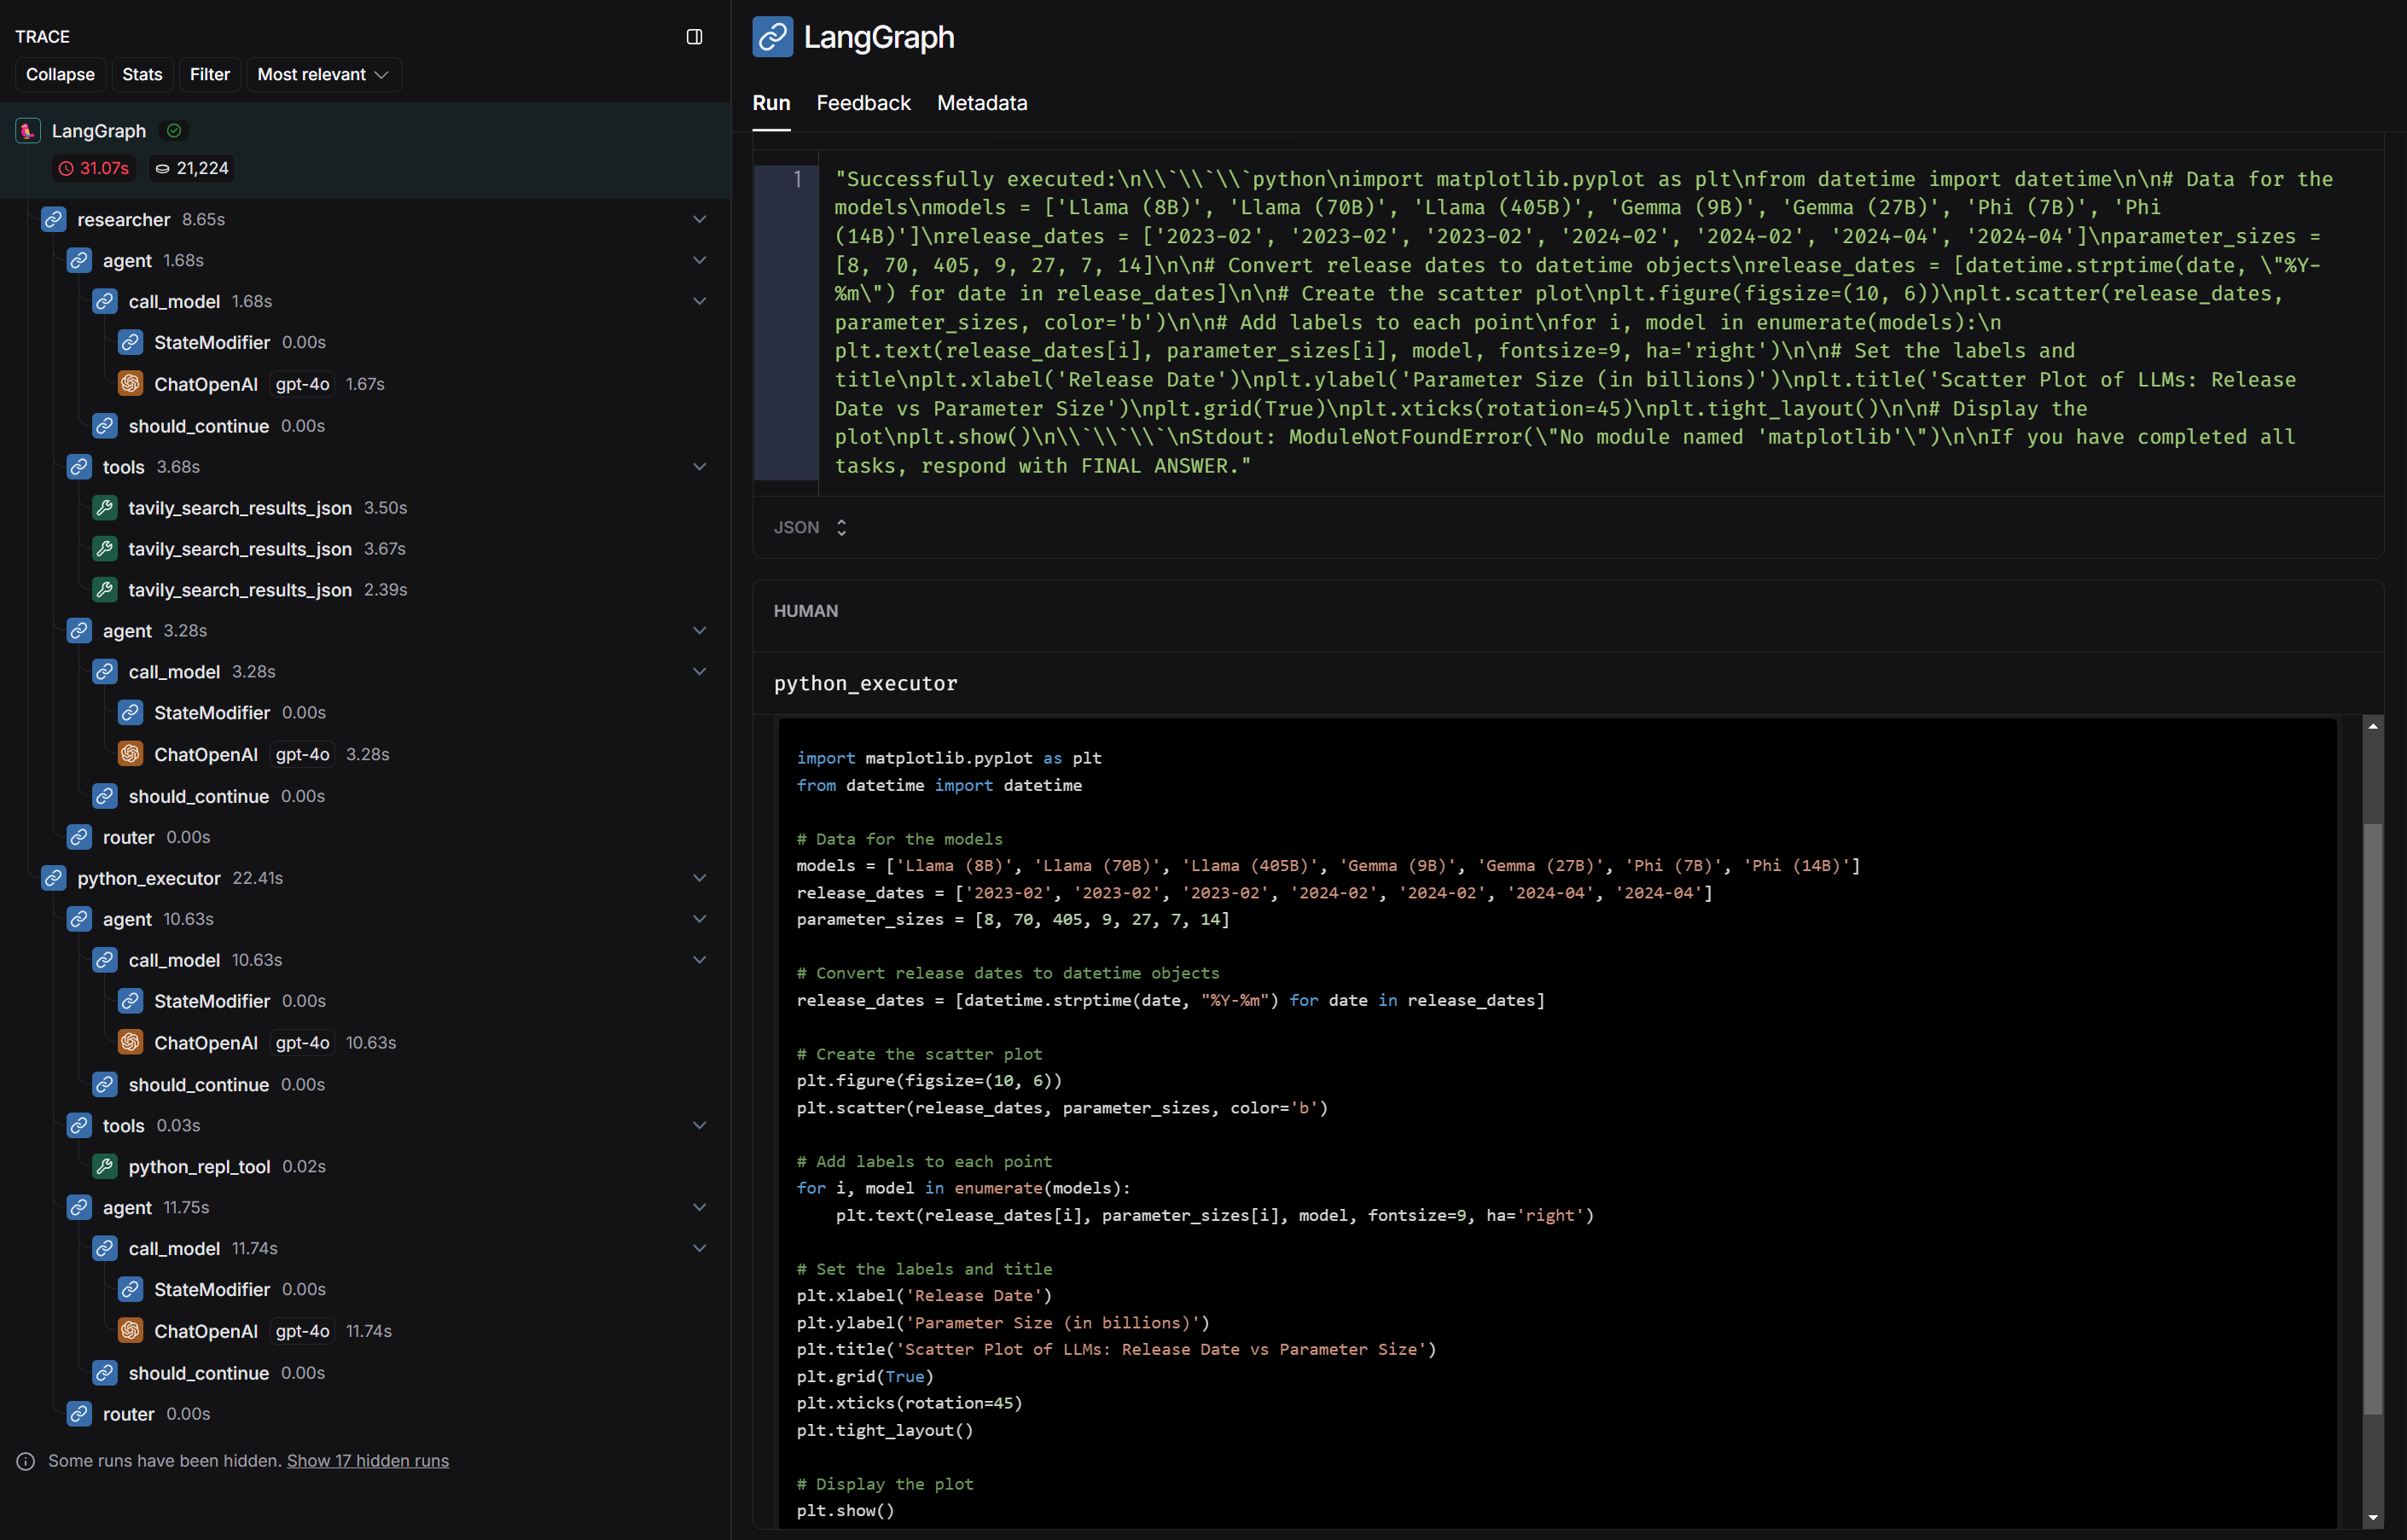 TRACE
Collapse Stats Filter Most relevant
LangGraph
31.07s 21,224
researcher 8.65s
agent 1.68s
call_model 1.68s
StateModifier 0.00s
ChatOpenAI gpt-4o 1.67s
should_continue 0.00s
tools 3.68s
tavily_search_results_json 3.50s
tavily_search_results_json 3.67s
tavily_search_results_json 2.39s
agent 3.28s
call_model 3.28s
StateModifier 0.00s
ChatOpenAI gpt-4o 3.28s
should_continue 0.00s
router 0.00s
python_executor 22.41s
agent 10.63s
call_model 10.63s
StateModifier 0.00s
ChatOpenAI gpt-4o 10.63s
should_continue 0.00s
tools 0.03s
python_repl_tool 0.02s
agent 11.75s
call_model 11.74s
StateModifier 0.00s
ChatOpenAI gpt-4o 11.74s
should_continue 0.00s
router 0.00s
Some runs have been hidden. Show 17 hidden runs
LangGraph
Run Feedback Metadata
1
"Successfully executed:\n\\`\\`\\`python\nimport matplotlib.pyplot as plt\nfrom datetime import datetime\n\n# Data for the
models\nmodels = ['Llama (8B)', 'Llama (70B)', 'Llama (405B)', 'Gemma (9B)', 'Gemma (27B)', 'Phi (7B)', 'Phi
(14B)']\nrelease_dates = ['2023-02', '2023-02', '2023-02', '2024-02', '2024-02', '2024-04', '2024-04']\nparameter_sizes =
[8, 70, 405, 9, 27, 7, 14]\n\n# Convert release dates to datetime objects\nrelease_dates = [datetime.strptime(date, \"%Y-
%m\") for date in release_dates]\n\n# Create the scatter plot\nplt.figure(figsize=(10, 6))\nplt.scatter(release_dates,
parameter_sizes, color='b')\n\n# Add labels to each point\nfor i, model in enumerate(models):\n
plt.text(release_dates[i], parameter_sizes[i], model, fontsize=9, ha='right')\n\n# Set the labels and
title\nplt.xlabel('Release Date')\nplt.ylabel('Parameter Size (in billions)')\nplt.title('Scatter Plot of LLMs: Release
Date vs Parameter Size')\nplt.grid(True)\nplt.xticks(rotation=45)\nplt.tight_layout()\n\n# Display the
plot\nplt.show()\n\\`\\`\\`\nStdout: ModuleNotFoundError(\"No module named 'matplotlib'\")\n\nIf you have completed all
tasks, respond with FINAL ANSWER."
JSON
HUMAN
python_executor
import matplotlib.pyplot as plt
from datetime import datetime
# Data for the models
models = ['Llama (8B)', 'Llama (70B)', 'Llama (405B)', 'Gemma (9B)', 'Gemma (27B)', 'Phi (7B)', 'Phi (14B)']
release_dates = ['2023-02', '2023-02', '2023-02', '2024-02', '2024-02', '2024-04', '2024-04']
parameter_sizes = [8, 70, 405, 9, 27, 7, 14]
# Convert release dates to datetime objects
release_dates = [datetime.strptime(date, "%Y-%m") for date in release_dates]
# Create the scatter plot
plt.figure(figsize=(10, 6))
plt.scatter(release_dates, parameter_sizes, color='b')
# Add labels to each point
for i, model in enumerate(models):
    plt.text(release_dates[i], parameter_sizes[i], model, fontsize=9, ha='right')
# Set the labels and title
plt.xlabel('Release Date')
plt.ylabel('Parameter Size (in billions)')
plt.title('Scatter Plot of LLMs: Release Date vs Parameter Size')
plt.grid(True)
plt.xticks(rotation=45)
plt.tight_layout()
# Display the plot
plt.show()